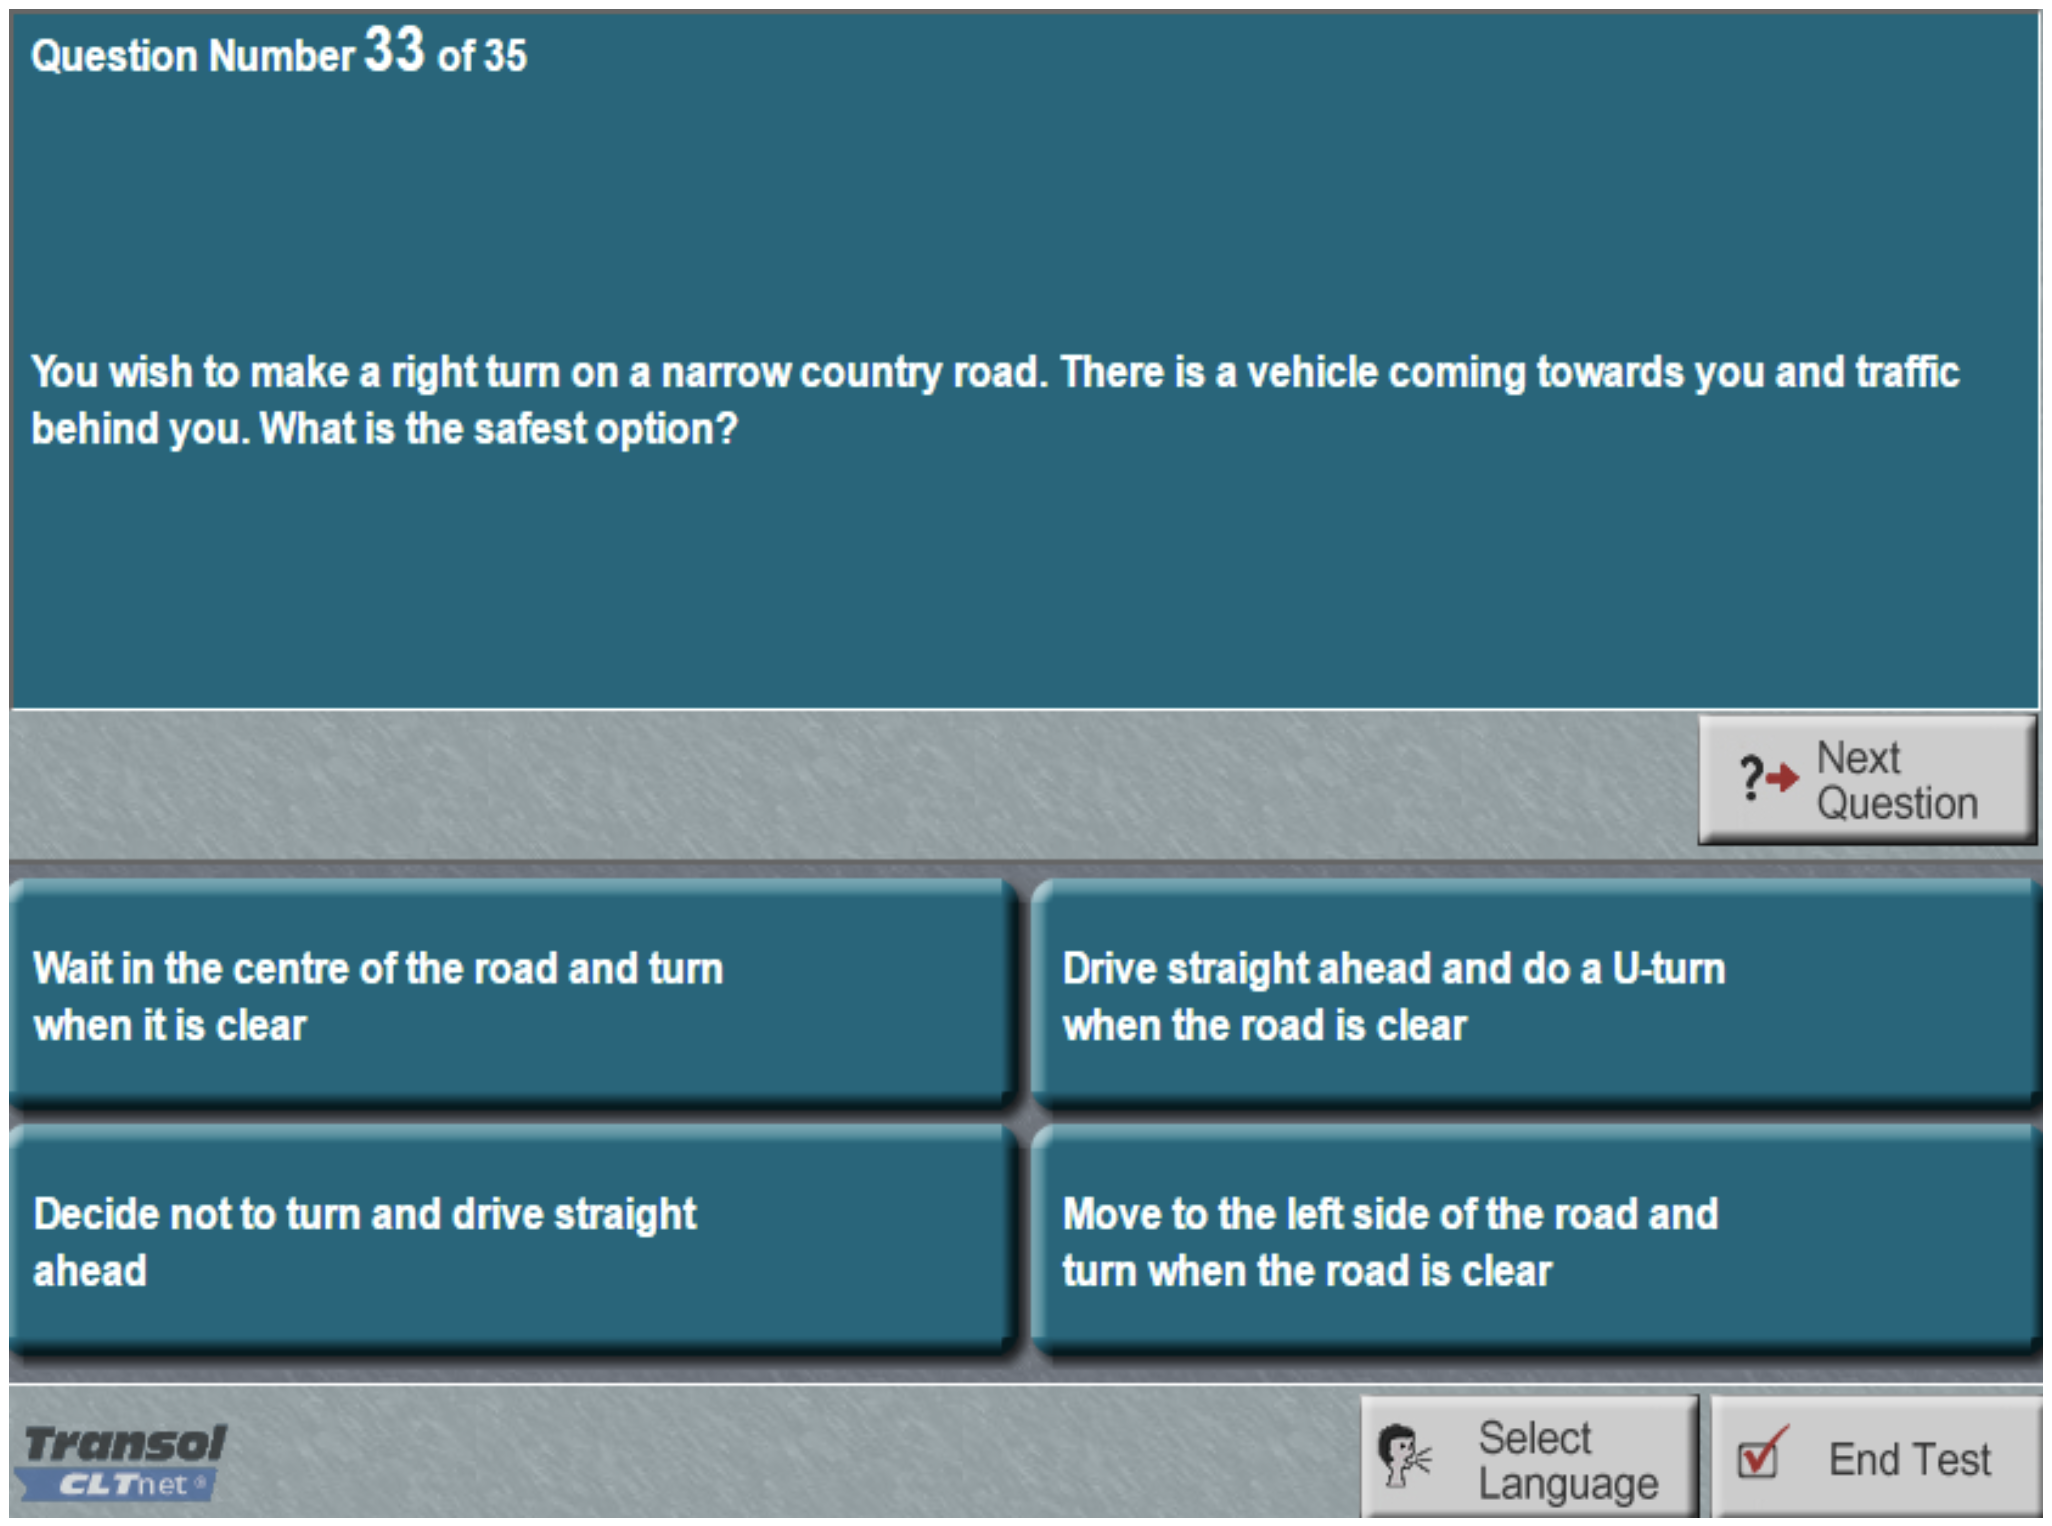 Question Number 33 of 35
You wish to make a right turn on a narrow country road. There is a vehicle coming towards you and traffic
behind you. What is the safest option?
?
Next
Question
Wait in the centre of the road and turn
when it is clear
Drive straight ahead and do a U-turn
when the road is clear
Decide not to turn and drive straight
ahead
Move to the left side of the road and
turn when the road is clear
Transol
CLTnet®
Select
Language
End Test